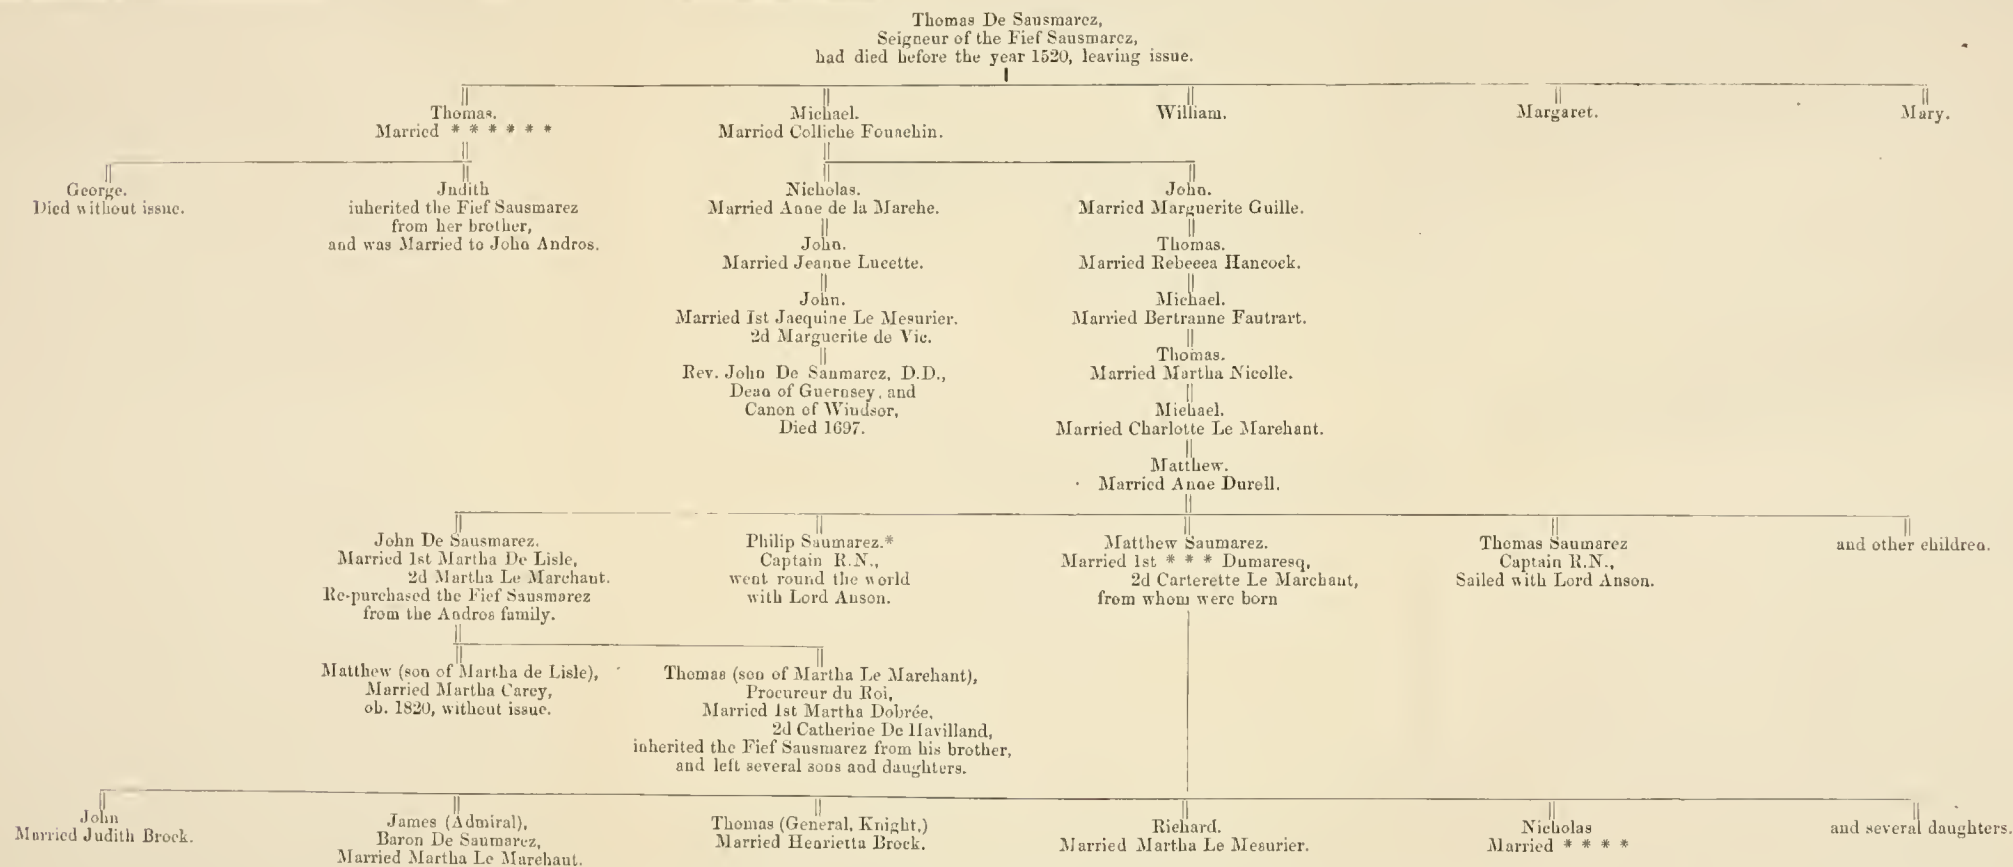 Thomas De Sausmarez,
Seigneur of the Fief Sausmarez,
had died before the year 1520, leaving issue.
Thomas.
Married * * * * * *
Michael.
Married Colliche Founehin.
William.
Margaret.
Mary.
George.
Died without issue.
Judith
inherited the Fief Sausmarez
from her brother,
and was Married to John Andros.
Nicholas.
Married Anne de la Marche.
John.
Married Jeanne Lucette.
John.
Married 1st Jacquine Le Mesurier.
2d Marguerite de Vic.
Rev. John De Saumarez, D.D.,
Dean of Guernsey, and
Canon of Windsor,
Died 1697.
John.
Married Marguerite Guille.
Thomas.
Married Rebecca Hancock.
Michael.
Married Bertranne Fautrart.
Thomas.
Married Martha Nicolle.
Michael.
Married Charlotte Le Marchant.
Matthew.
Married Anne Durell.
John De Sausmarez.
Married 1st Martha De Lisle,
2d Martha Le Marchant.
Re-purchased the Fief Sausmarez
from the Andros family.
Philip Saumarez.*
Captain R.N.,
went round the world
with Lord Anson.
Matthew Saumarez.
Married 1st * * * Dumaresq,
2d Carterette Le Marchant,
from whom were born
Thomas Saumarez
Captain R.N.,
Sailed with Lord Anson.
and other children.
Matthew (son of Martha de Lisle),
Married Martha Carey,
ob. 1820, without issue.
Thomas (son of Martha Le Marchant),
Procureur du Roi,
Married 1st Martha Dobrée,
2d Catherine De Havilland,
inherited the Fief Sausmarez from his brother,
and left several sons and daughters.
John
Married Judith Brock.
James (Admiral),
Baron De Saumarez,
Married Martha Le Marchant.
Thomas (General, Knight,)
Married Henrietta Brock.
Richard.
Married Martha Le Mesurier.
Nicholas
Married * * * *
and several daughters.